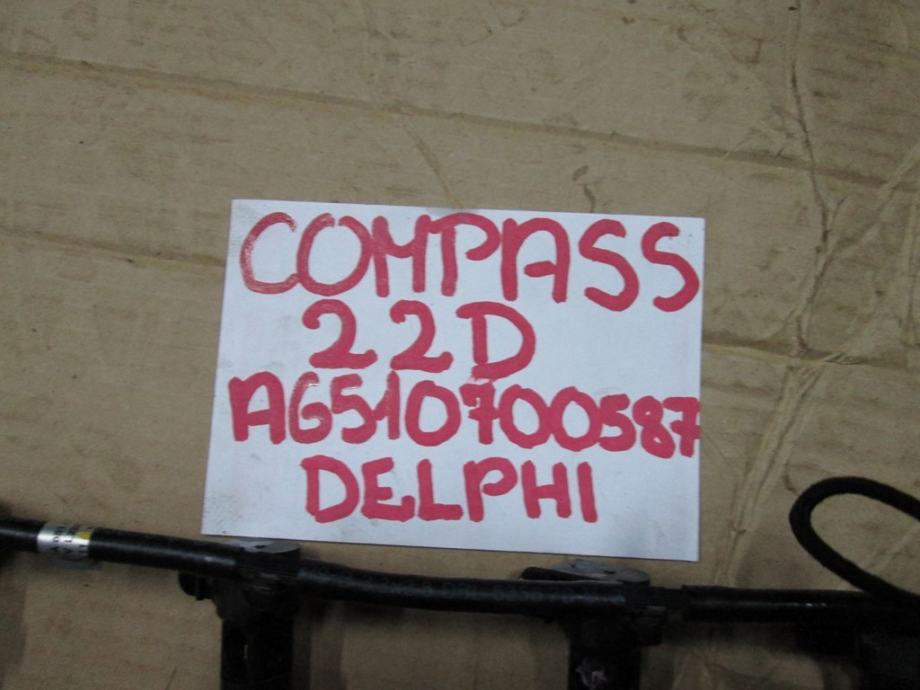 COMPASS
22D
A6510700587
DELPHI